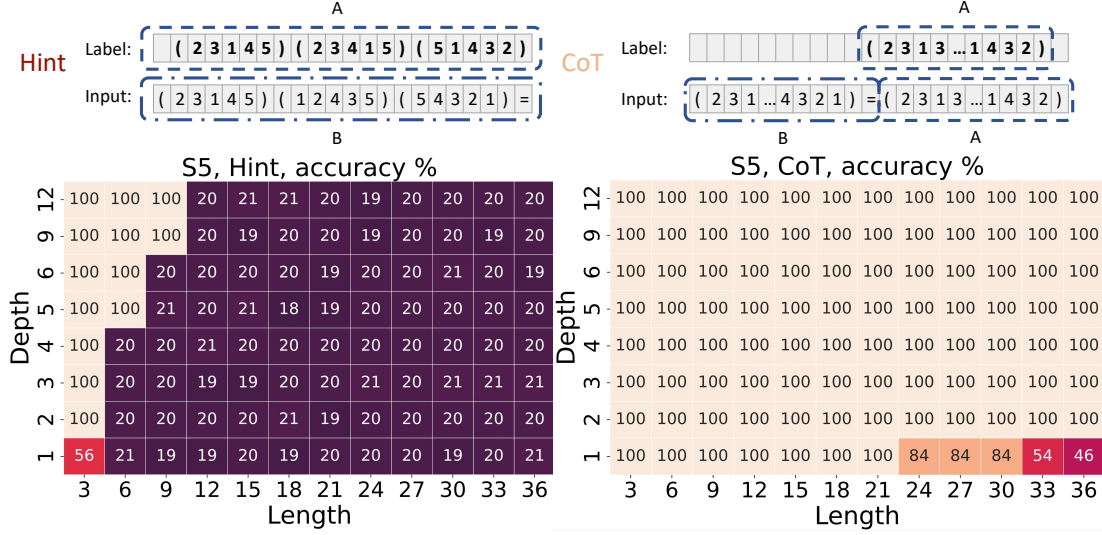 A
Hint
Label: ( 2 3 1 4 5 ) ( 2 3 4 1 5 ) ( 5 1 4 3 2 )
Input: ( 2 3 1 4 5 ) ( 1 2 4 3 5 ) ( 5 4 3 2 1 ) =
B
S5, Hint, accuracy %
Depth
12 100 100 100 20 21 21 20 19 20 20 20 20
9 100 100 100 20 19 20 20 19 20 20 19 20
6 100 100 20 20 20 20 19 20 20 21 20 19
5 100 100 21 20 21 18 19 20 20 20 20 20
4 100 20 20 21 20 20 20 20 20 20 20 20
3 100 20 20 19 19 20 20 21 20 21 21 21
2 100 20 20 20 20 21 19 20 20 20 20 20
1 56 21 19 19 20 19 20 20 20 19 20 21
3 6 9 12 15 18 21 24 27 30 33 36
Length
A
CoT
Label: ( 2 3 1 3 ... 1 4 3 2 )
Input: ( 2 3 1 ... 4 3 2 1 ) = ( 2 3 1 3 ... 1 4 3 2 )
B A
S5, CoT, accuracy %
Depth
12 100 100 100 100 100 100 100 100 100 100 100 100
9 100 100 100 100 100 100 100 100 100 100 100 100
6 100 100 100 100 100 100 100 100 100 100 100 100
5 100 100 100 100 100 100 100 100 100 100 100 100
4 100 100 100 100 100 100 100 100 100 100 100 100
3 100 100 100 100 100 100 100 100 100 100 100 100
2 100 100 100 100 100 100 100 100 100 100 100 100
1 100 100 100 100 100 100 100 84 84 84 54 46
3 6 9 12 15 18 21 24 27 30 33 36
Length